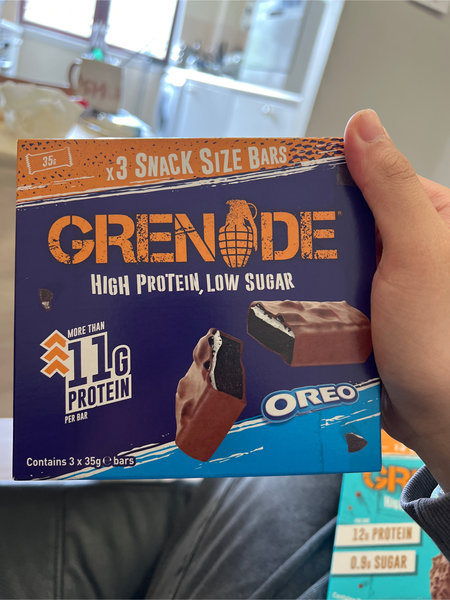 35g
x3 SNACK SIZE BARS
GRENADE
HIGH PROTEIN, LOW SUGAR
MORE THAN
11G
PROTEIN
PER BAR
OREO
Contains 3 x 35g e bars
GR
12g PROTEIN
0.9g SUGAR